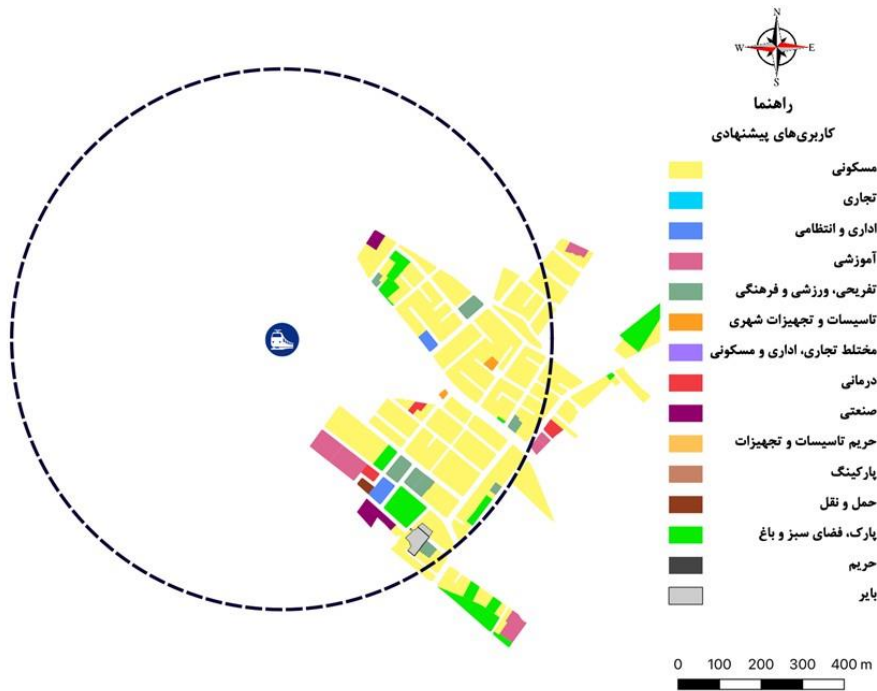 N
W E
S
راهنما
کاربری‌های پیشنهادی
مسکونی
تجاری
اداری و انتظامی
آموزشی
تفریحی، ورزشی و فرهنگی
تاسیسات و تجهیزات شهری
مختلط تجاری، اداری و مسکونی
درمانی
صنعتی
حریم تاسیسات و تجهیزات
پارکینگ
حمل و نقل
پارک، فضای سبز و باغ
حریم
بایر
0 100 200 300 400 m